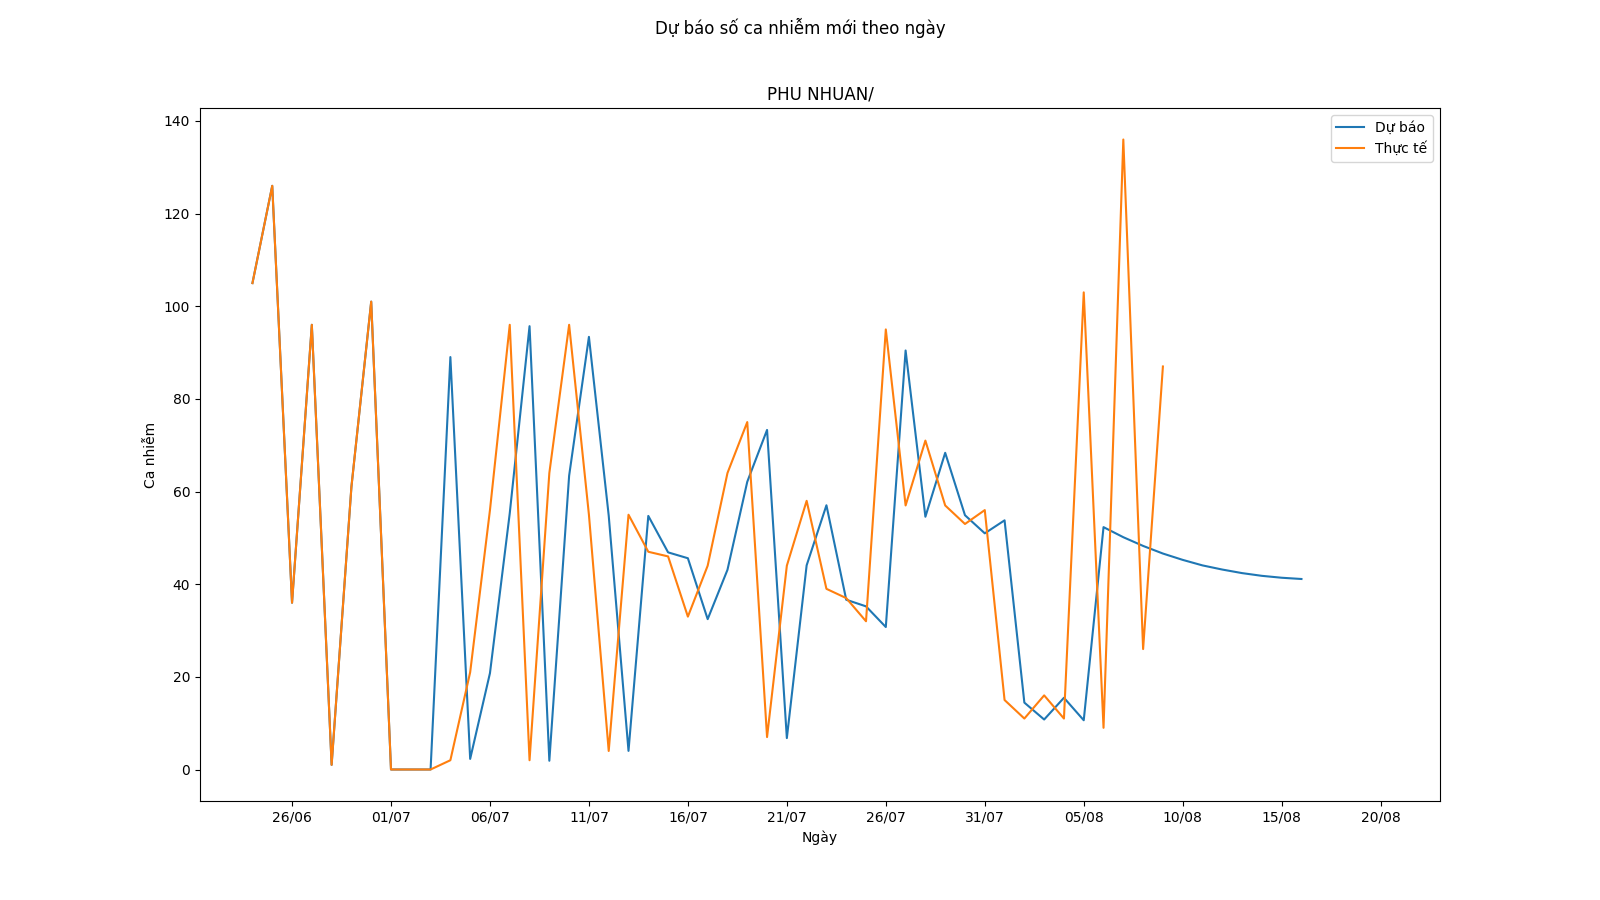 Dự báo số ca nhiễm mới theo ngày
PHU NHUAN/
Dự báo
Thực tế
140
120
100
80
60
40
20
0
Ca nhiễm
26/06 01/07 06/07 11/07 16/07 21/07 26/07 31/07 05/08 10/08 15/08 20/08
Ngày